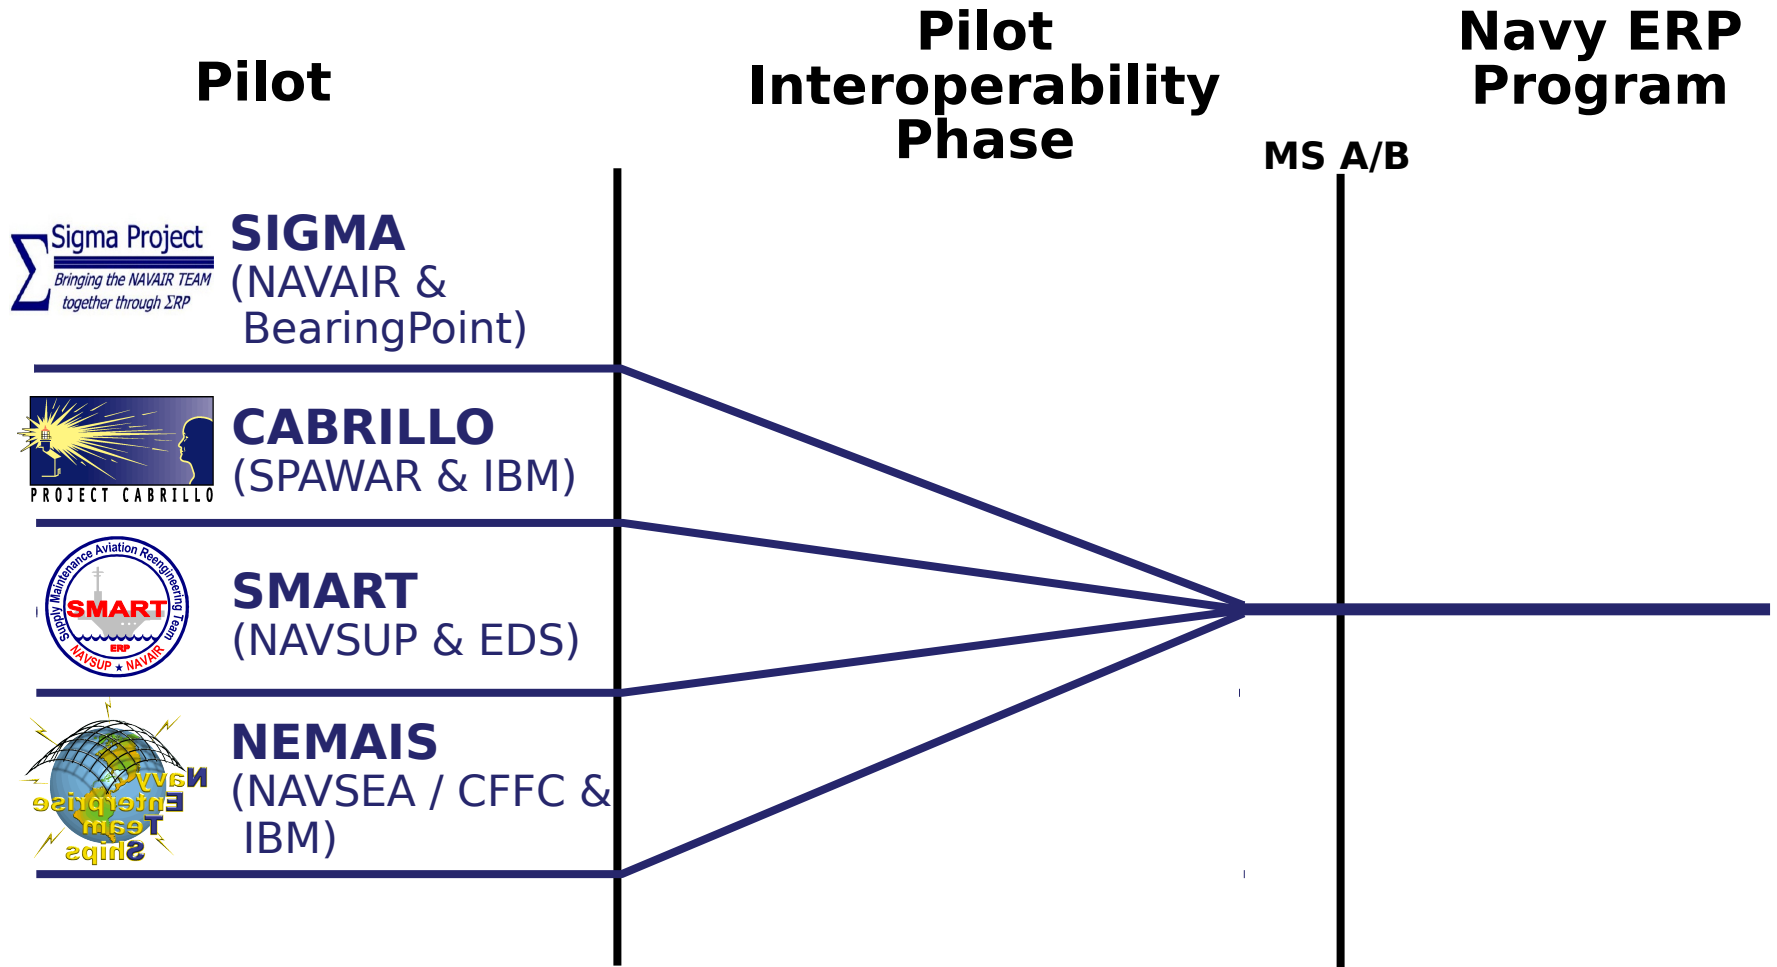 Pilot
Pilot
Interoperability
Phase
Navy ERP
Program
MS A/B
Sigma Project
Bringing the NAVAIR TEAM
together through ΣRP
SIGMA
(NAVAIR &
BearingPoint)
PROJECT CABRILLO
CABRILLO
(SPAWAR & IBM)
Supply Maintenance Aviation Reengineering Team
SMART
ERP
NAVSUP ★ NAVAIR
SMART
(NAVSUP & EDS)
Navy
Enterprise
Team
Ships
NEMAIS
(NAVSEA / CFFC &
IBM)